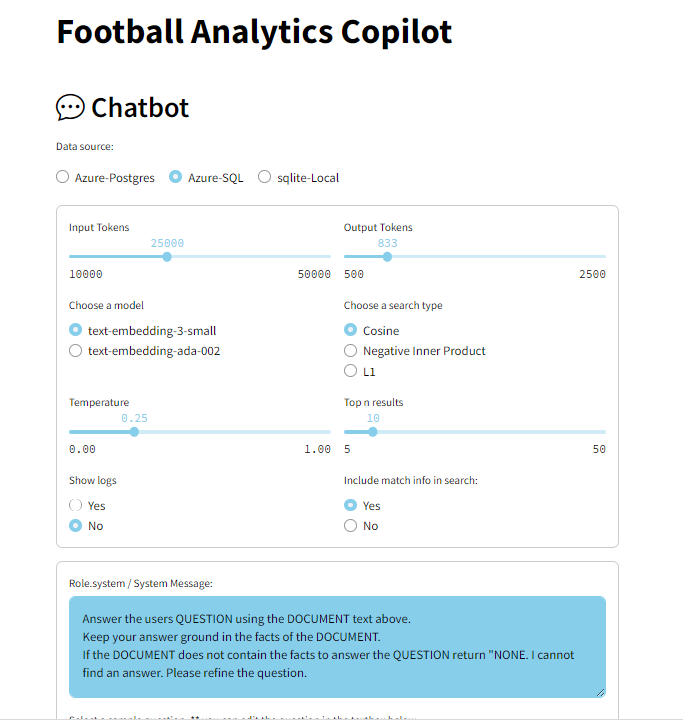 Football Analytics Copilot
💬 Chatbot
Data source:
Azure-Postgres Azure-SQL sqlite-Local
Input Tokens Output Tokens
25000 833
10000 50000 500 2500
Choose a model Choose a search type
text-embedding-3-small Cosine
text-embedding-ada-002 Negative Inner Product
L1
Temperature Top n results
0.25 10
0.00 1.00 5 50
Show logs Include match info in search:
Yes Yes
No No
Role.system / System Message:
Answer the users QUESTION using the DOCUMENT text above.
Keep your answer ground in the facts of the DOCUMENT.
If the DOCUMENT does not contain the facts to answer the QUESTION return "NONE. I cannot
find an answer. Please refine the question.